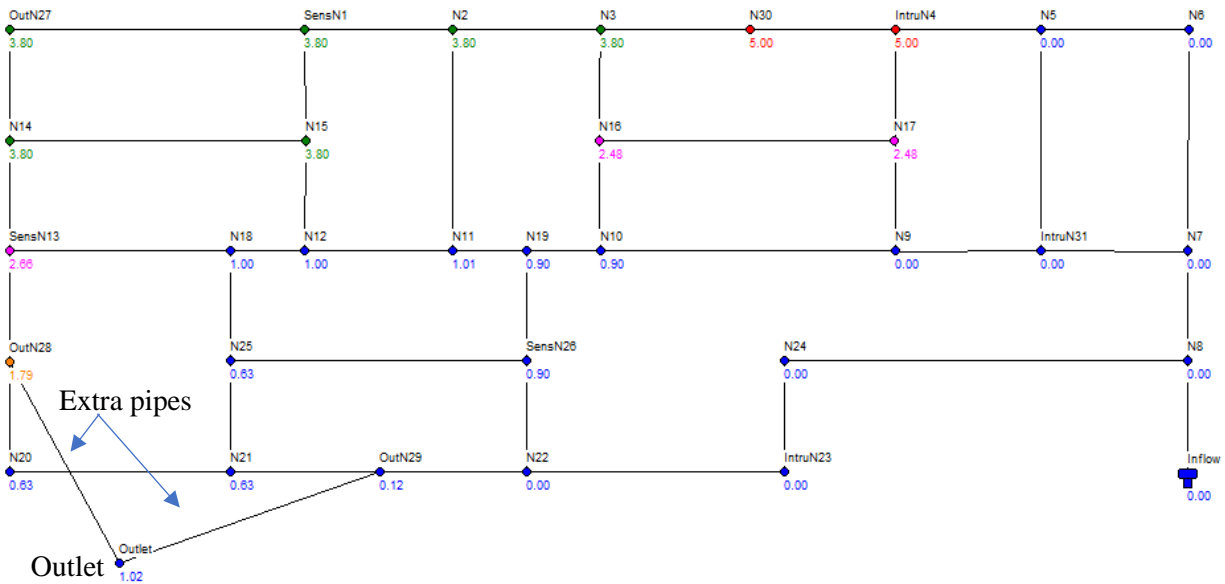 OutN27 SensN1 N2 N3 N30 IntruN4 N5 N6
3.80 3.80 3.80 3.80 5.00 5.00 0.00 0.00
N14 N15 N16 N17
3.80 3.80 2.48 2.48
SensN13 N18 N12 N11 N19 N10 N9 IntruN31 N7
2.66 1.00 1.00 1.01 0.90 0.90 0.00 0.00 0.00
OutN28 N25 SensN26 N24 N8
1.79 0.63 0.90 0.00 0.00
Extra pipes
N20 N21 OutN29 N22 IntruN23 Inflow
0.63 0.63 0.12 0.00 0.00 0.00
Outlet
Outlet
1.02